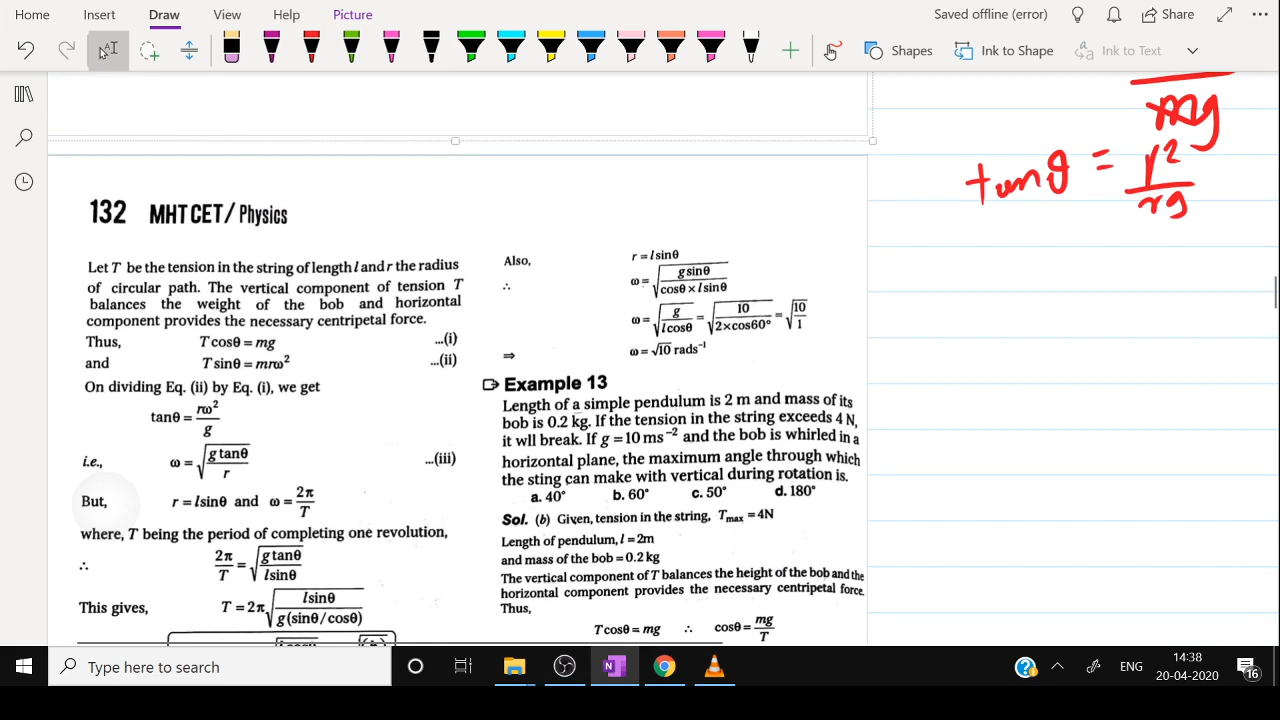 Home Insert Draw View Help Picture Saved offline (error) Share
Shapes Ink to Shape Ink to Text
mg
tanθ =
rg
132 MHT CET / Physics
Let T be the tension in the string of length l and r the radius
of circular path. The vertical component of tension T
balances the weight of the bob and horizontal
component provides the necessary centripetal force.
Thus, T cosθ = mg ...(i)
and T sinθ = mrω² ...(ii)
On dividing Eq. (ii) by Eq. (i), we get
tanθ = rω²/g
i.e., ω = √(g tanθ / r) ...(iii)
But, r = lsinθ and ω = 2π/T
where, T being the period of completing one revolution,
∴ 2π/T = √(g tanθ / lsinθ)
This gives, T = 2π√(lsinθ / g(sinθ/cosθ))
Also, r = l sinθ
∴ ω = √(g sinθ / cosθ × l sinθ)
ω = √(g / lcosθ) = √(10 / 2×cos60°) = √(10/1)
⇒ ω = √10 rads⁻¹
Example 13
Length of a simple pendulum is 2 m and mass of its
bob is 0.2 kg. If the tension in the string exceeds 4 N,
it wll break. If g = 10 ms⁻² and the bob is whirled in a
horizontal plane, the maximum angle through which
the sting can make with vertical during rotation is.
a. 40° b. 60° c. 50° d. 180°
Sol. (b) Given, tension in the string, Tmax = 4N
Length of pendulum, l = 2m
and mass of the bob = 0.2 kg
The vertical component of T balances the height of the bob and the
horizontal component provides the necessary centripetal force.
Thus,
T cosθ = mg ∴ cosθ = mg/T
Type here to search
ENG
14:38
20-04-2020
16